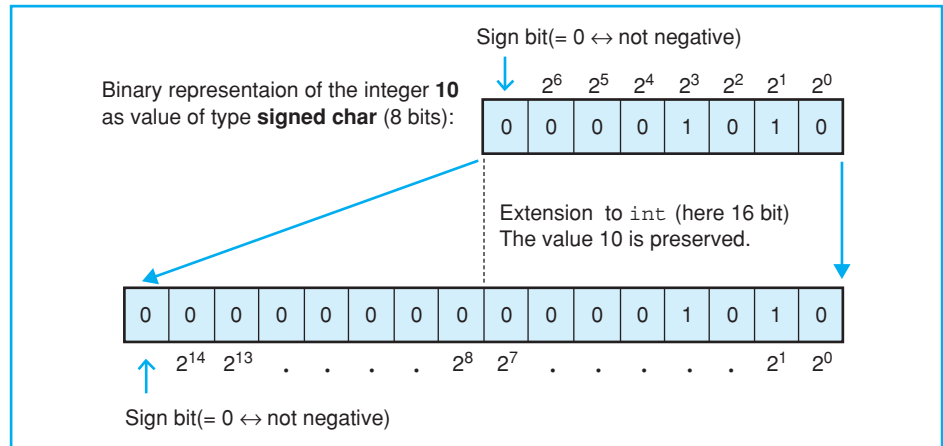 Sign bit(= 0 ↔ not negative)
Binary representaion of the integer 10
as value of type signed char (8 bits):
2⁶ 2⁵ 2⁴ 2³ 2² 2¹ 2⁰
0 0 0 0 1 0 1 0
Extension to int (here 16 bit)
The value 10 is preserved.
0 0 0 0 0 0 0 0 0 0 0 0 1 0 1 0
2¹⁴ 2¹³ . . . . 2⁸ 2⁷ . . . . . 2¹ 2⁰
Sign bit(= 0 ↔ not negative)